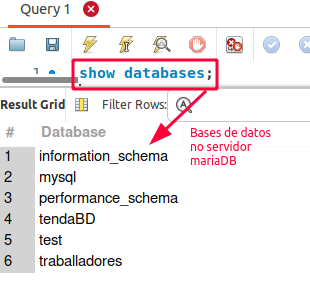 Query 1
1
show databases;
Result Grid
Filter Rows:
A
# Database
Bases de datos
no servidor
mariaDB
1 information_schema
2 mysql
3 performance_schema
4 tendaBD
5 test
6 traballadores